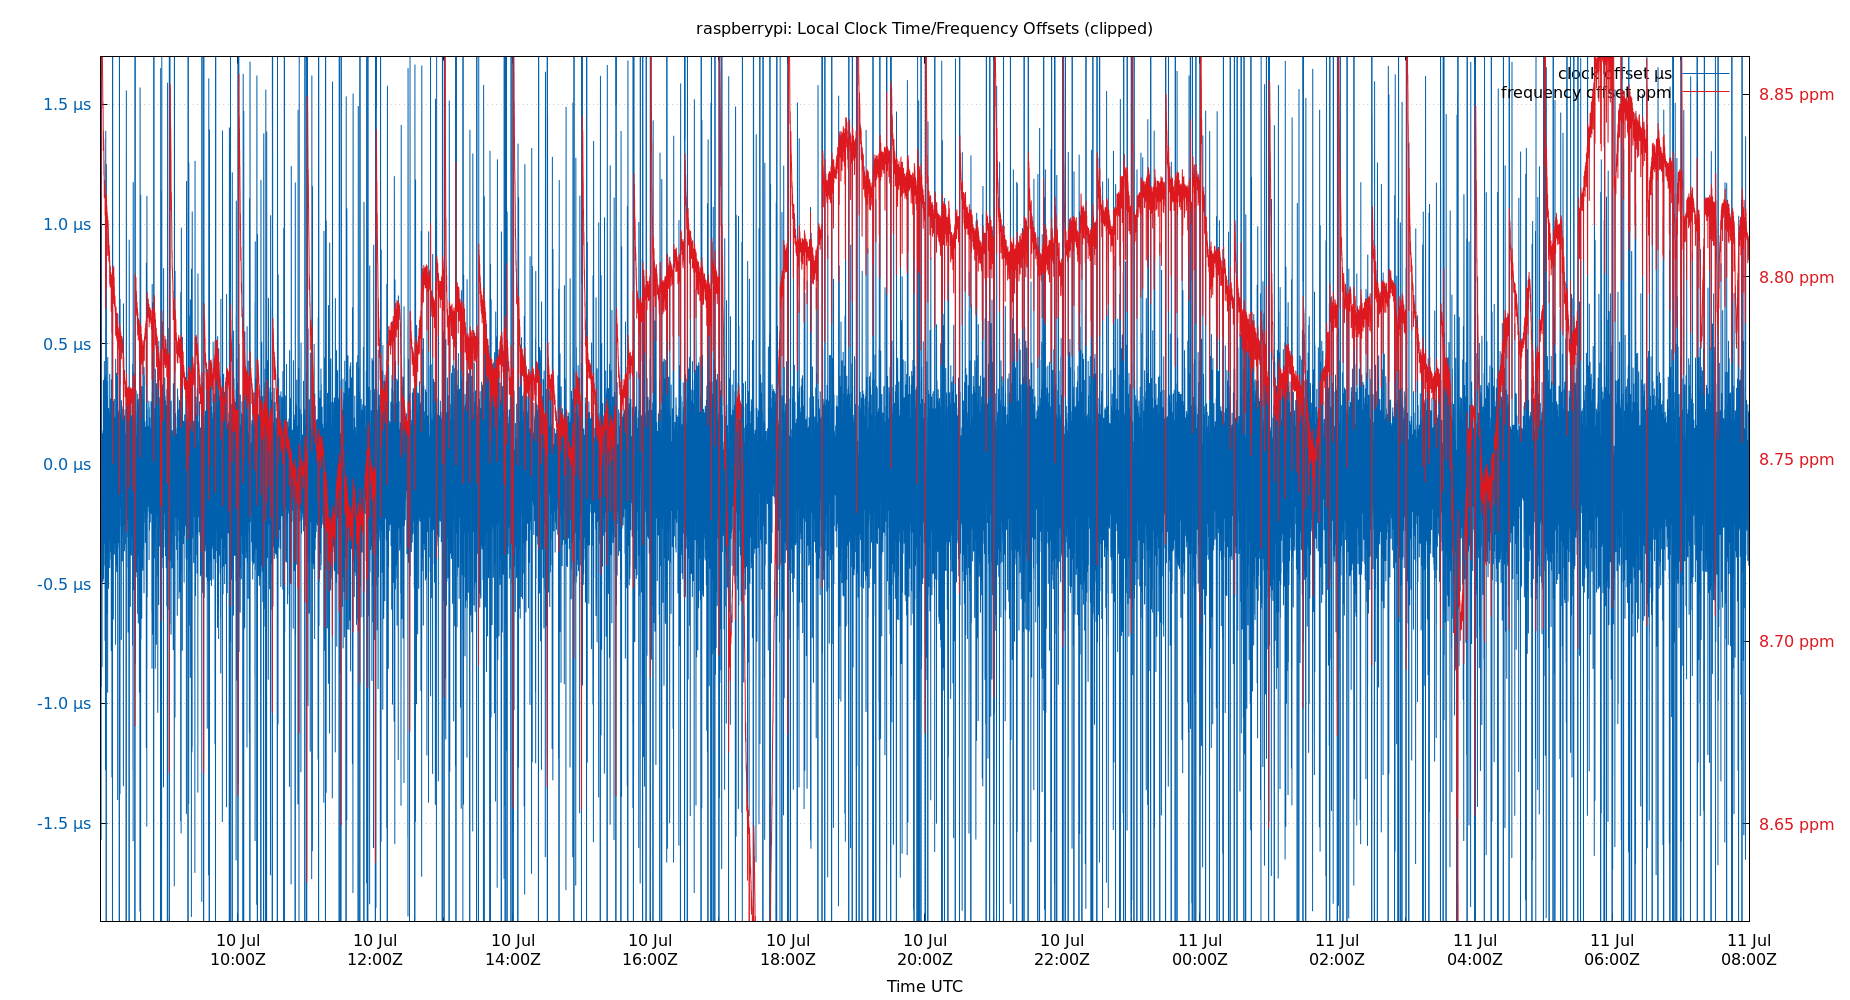 raspberrypi: Local Clock Time/Frequency Offsets (clipped)
clock offset µs
frequency offset ppm
1.5 µs
1.0 µs
0.5 µs
0.0 µs
-0.5 µs
-1.0 µs
-1.5 µs
8.85 ppm
8.80 ppm
8.75 ppm
8.70 ppm
8.65 ppm
10 Jul 10 Jul 10 Jul 10 Jul 10 Jul 10 Jul 10 Jul 11 Jul 11 Jul 11 Jul 11 Jul 11 Jul
10:00Z 12:00Z 14:00Z 16:00Z 18:00Z 20:00Z 22:00Z 00:00Z 02:00Z 04:00Z 06:00Z 08:00Z
Time UTC